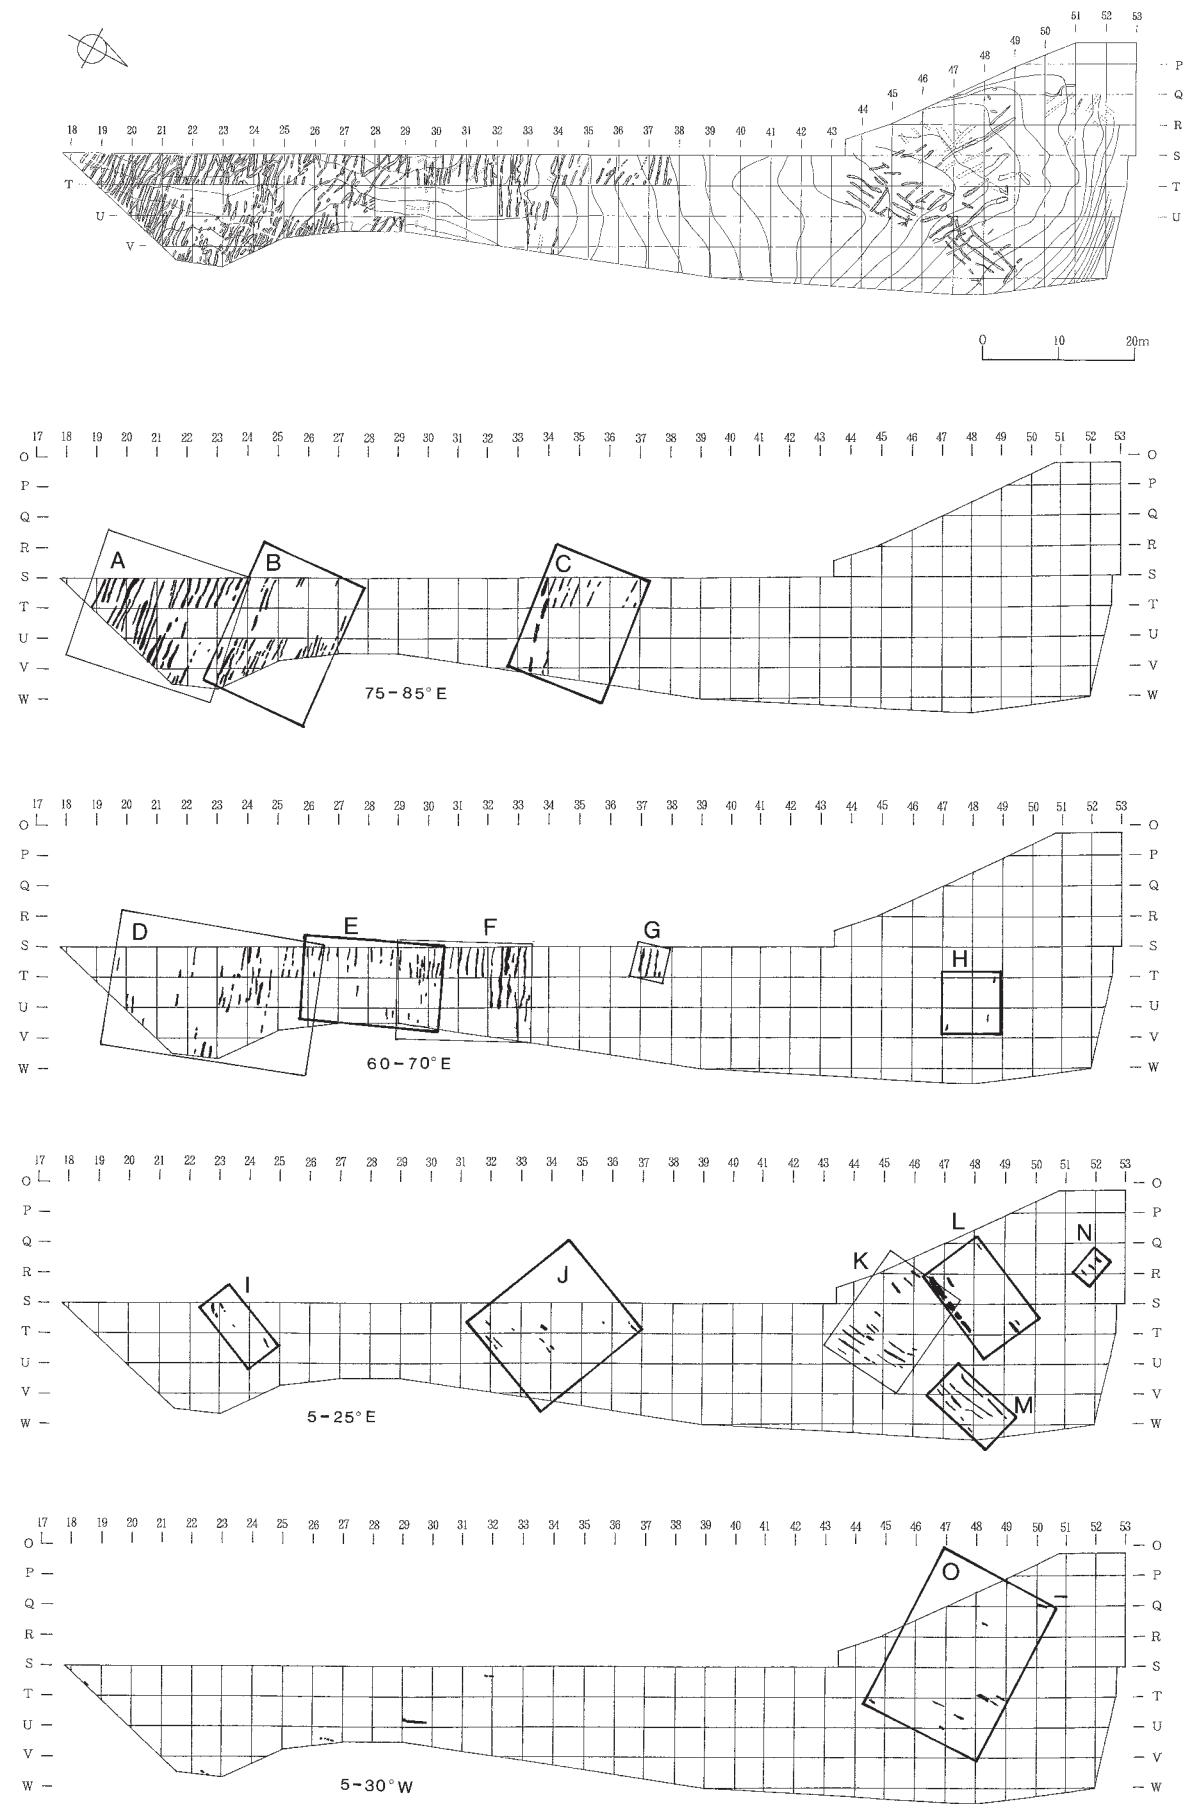 51 52 53
50
49
48
47
46
45
44
P
Q
R
S
T
U
18 19 20 21 22 23 24 25 26 27 28 29 30 31 32 33 34 35 36 37 38 39 40 41 42 43
T
U
V
0 10 20m
17 18 19 20 21 22 23 24 25 26 27 28 29 30 31 32 33 34 35 36 37 38 39 40 41 42 43 44 45 46 47 48 49 50 51 52 53
O O
P P
Q Q
R R
A B C
S S
T T
U U
V V
W W
75-85°E
17 18 19 20 21 22 23 24 25 26 27 28 29 30 31 32 33 34 35 36 37 38 39 40 41 42 43 44 45 46 47 48 49 50 51 52 53
O O
P P
Q Q
R R
D E F G H
S S
T T
U U
V V
W W
60-70°E
17 18 19 20 21 22 23 24 25 26 27 28 29 30 31 32 33 34 35 36 37 38 39 40 41 42 43 44 45 46 47 48 49 50 51 52 53
O O
P P
L N
Q Q
K
R R
I J
S S
T T
U U
V V
M
W W
5-25°E
17 18 19 20 21 22 23 24 25 26 27 28 29 30 31 32 33 34 35 36 37 38 39 40 41 42 43 44 45 46 47 48 49 50 51 52 53
O O
O
P P
Q Q
R R
S S
T T
U U
V V
W W
5-30°W